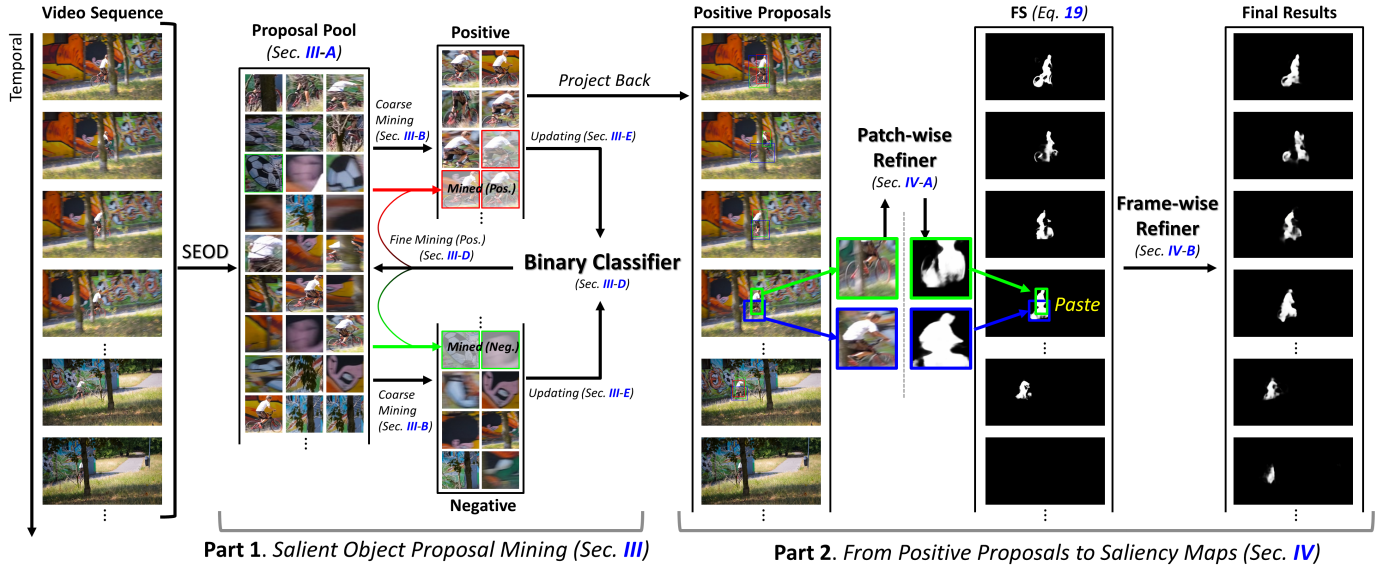 Video Sequence
Temporal
SEOD
Proposal Pool
(Sec. III-A)
Coarse
Mining
(Sec. III-B)
Positive
Mined (Pos.)
Updating (Sec. III-E)
Fine Mining (Pos.)
(Sec. III-D)
Binary Classifier
(Sec. III-D)
Mined (Neg.)
Updating (Sec. III-E)
Coarse
Mining
(Sec. III-B)
Negative
Project Back
Positive Proposals
Patch-wise
Refiner
(Sec. IV-A)
FS (Eq. 19)
Paste
Frame-wise
Refiner
(Sec. IV-B)
Final Results
Part 1. Salient Object Proposal Mining (Sec. III)
Part 2. From Positive Proposals to Saliency Maps (Sec. IV)